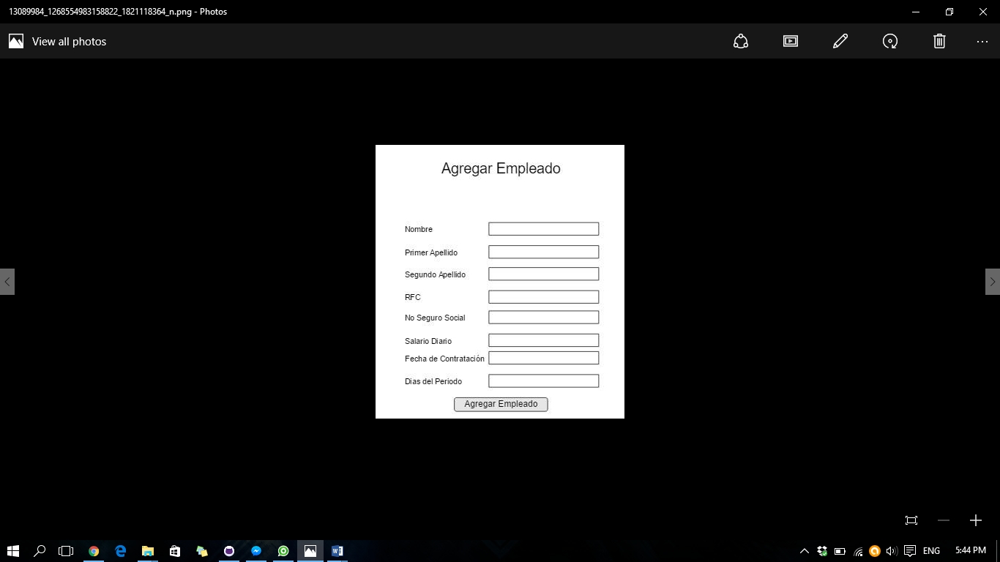 13089984_1268554983158822_1821118364_n.png - Photos
View all photos
Agregar Empleado
Nombre
Primer Apellido
Segundo Apellido
RFC
No Seguro Social
Salario Diario
Fecha de Contratación
Dias del Periodo
Agregar Empleado
ENG
5:44 PM